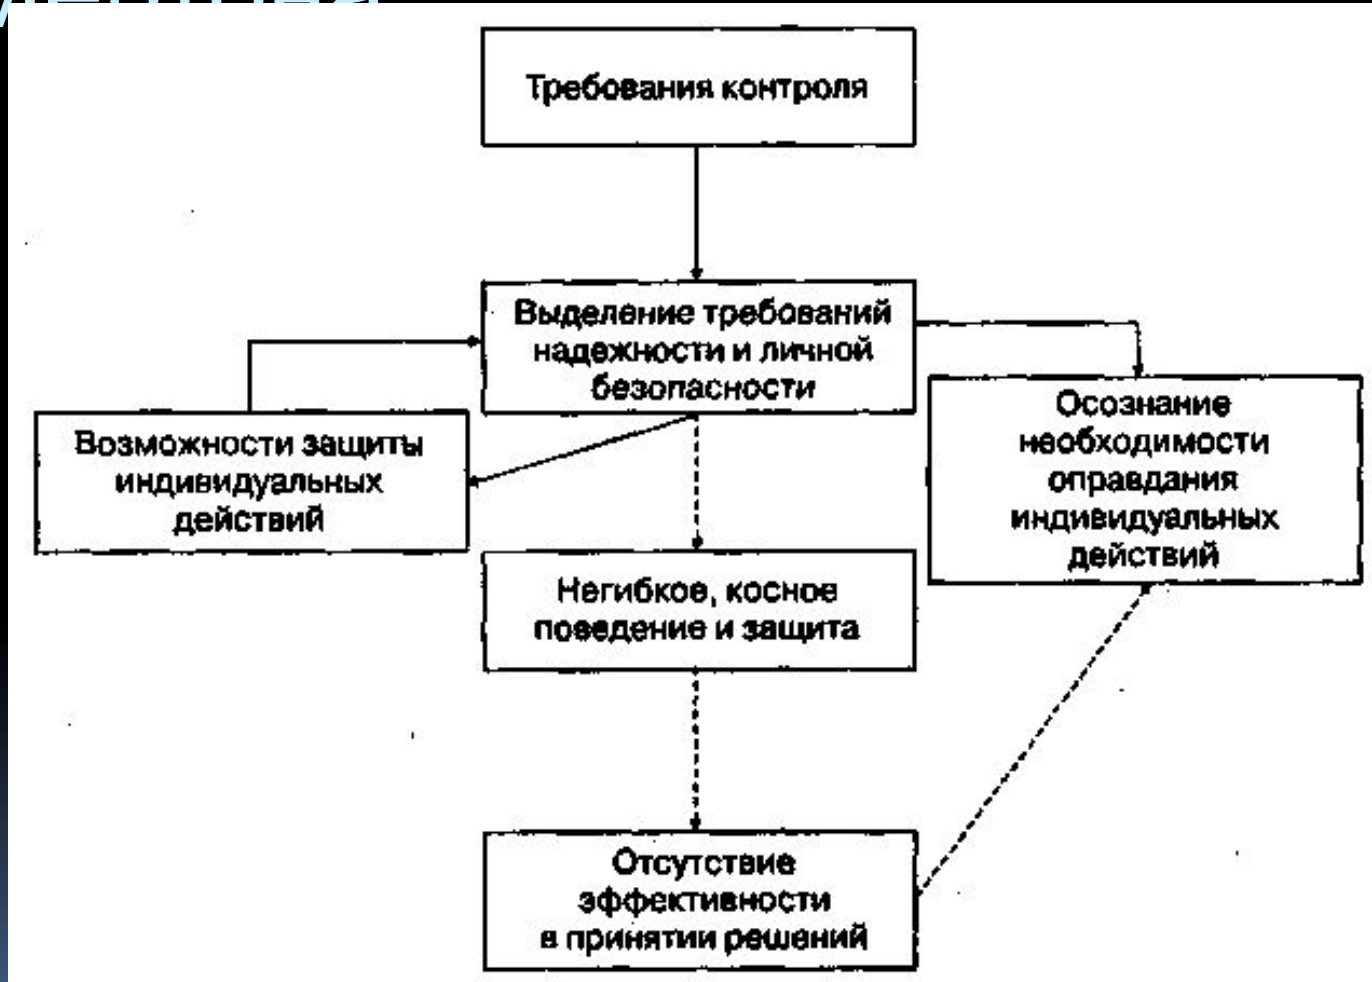 Требования контроля
Выделение требований
надежности и личной
безопасности
Возможности защиты
индивидуальных
действий
Осознание
необходимости
оправдания
индивидуальных
действий
Негибкое, косное
поведение и защита
Отсутствие
эффективности
в принятии решений